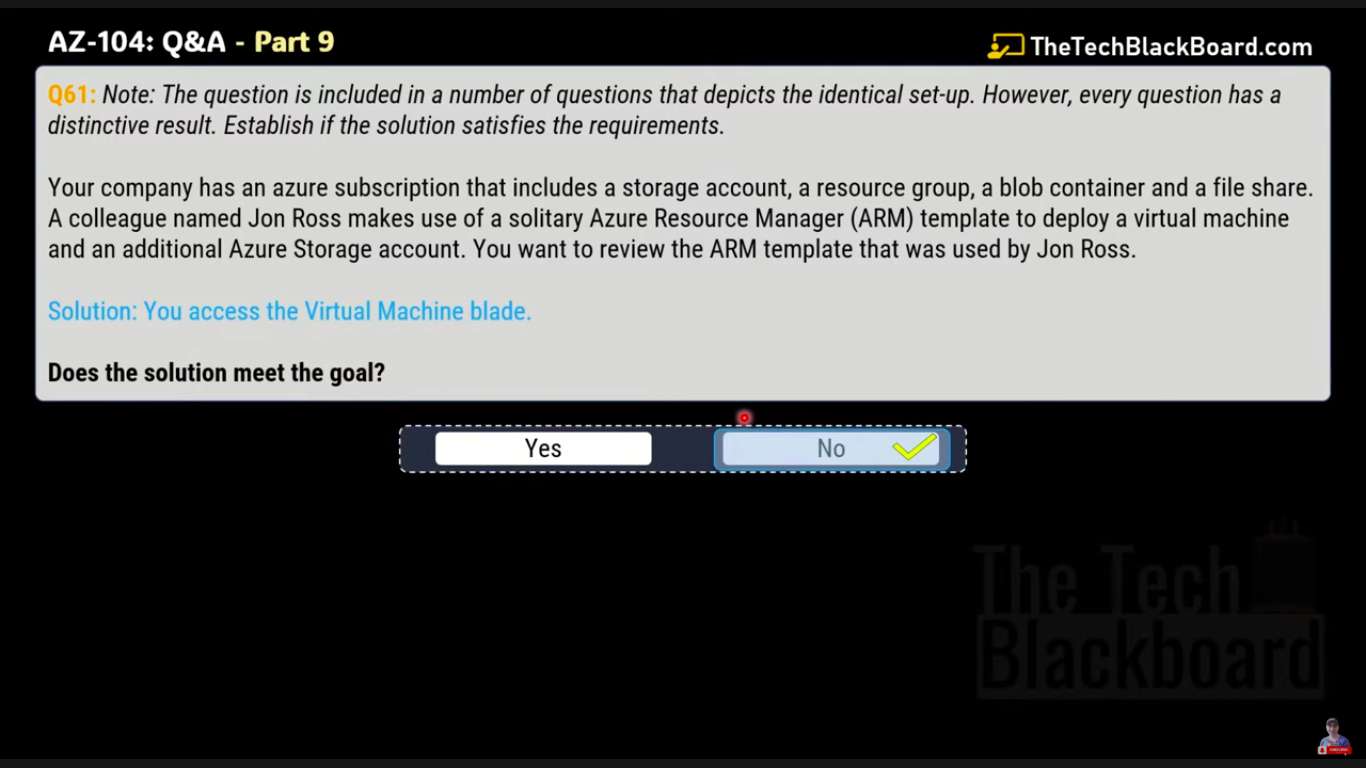 AZ-104: Q&A - Part 9
TheTechBlackBoard.com
Q61: Note: The question is included in a number of questions that depicts the identical set-up. However, every question has a
distinctive result. Establish if the solution satisfies the requirements.
Your company has an azure subscription that includes a storage account, a resource group, a blob container and a file share.
A colleague named Jon Ross makes use of a solitary Azure Resource Manager (ARM) template to deploy a virtual machine
and an additional Azure Storage account. You want to review the ARM template that was used by Jon Ross.
Solution: You access the Virtual Machine blade.
Does the solution meet the goal?
Yes
No
The Tech
Blackboard